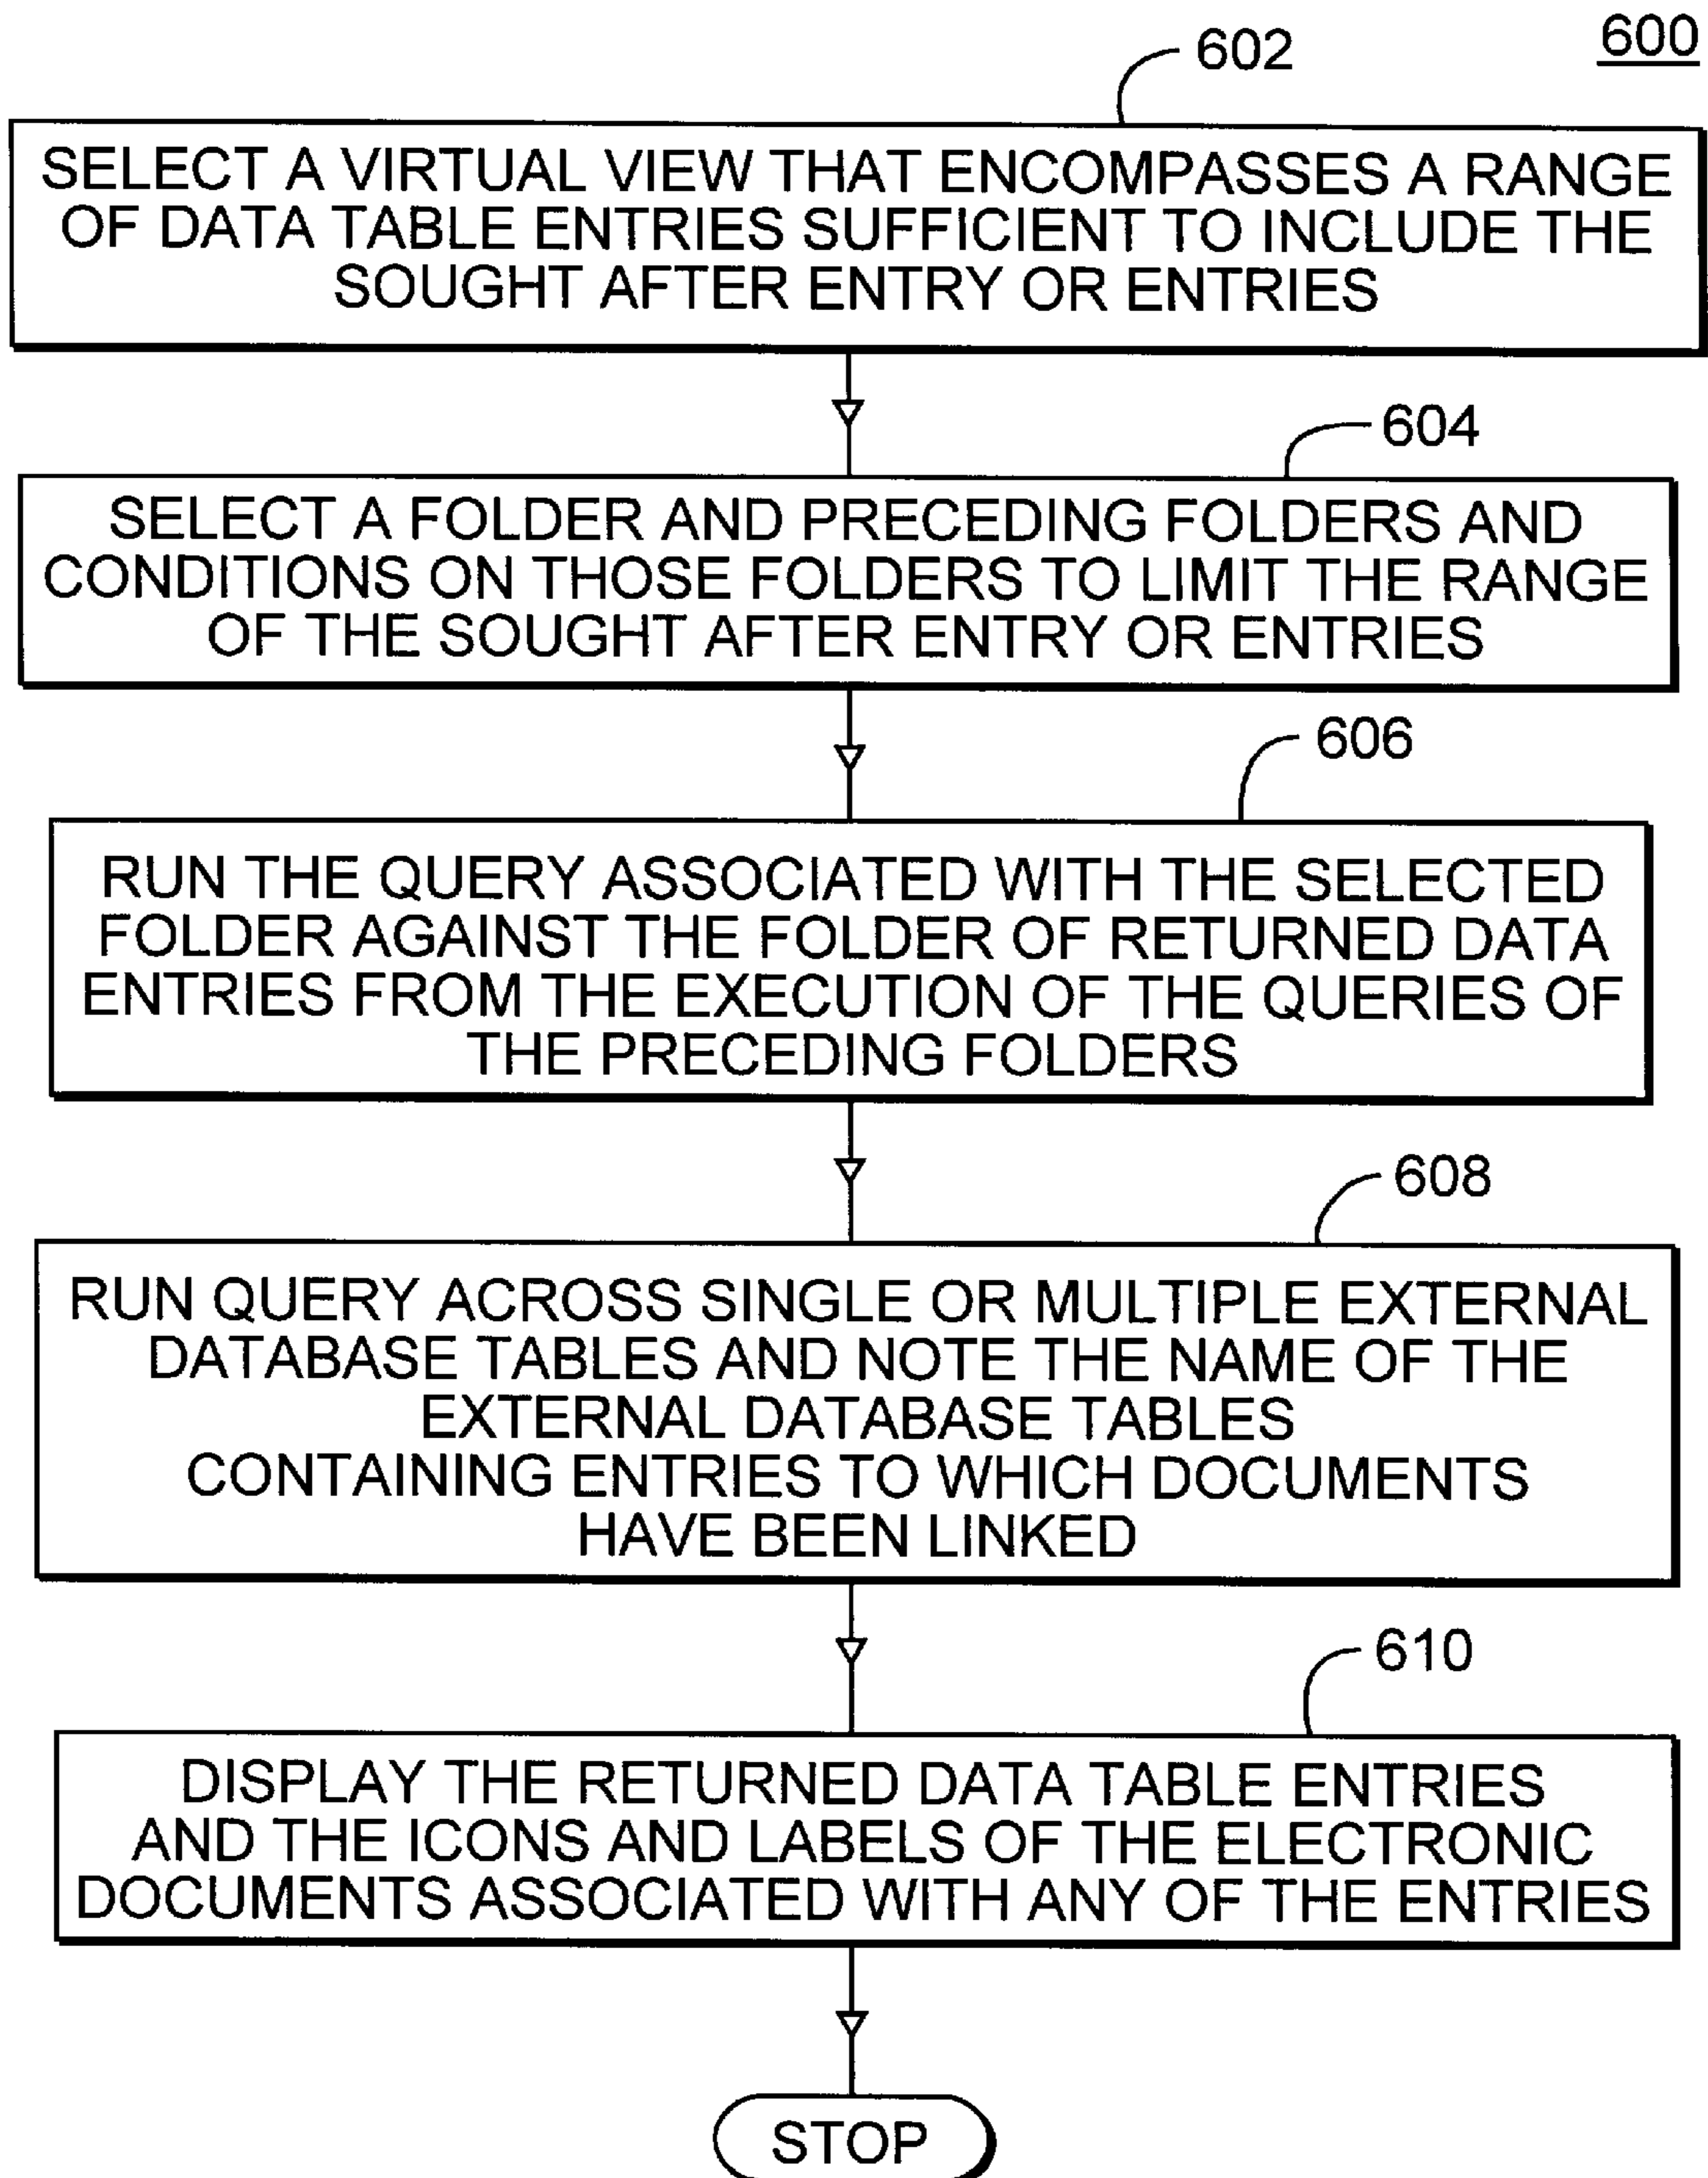 600
602
SELECT A VIRTUAL VIEW THAT ENCOMPASSES A RANGE
OF DATA TABLE ENTRIES SUFFICIENT TO INCLUDE THE
SOUGHT AFTER ENTRY OR ENTRIES
604
SELECT A FOLDER AND PRECEDING FOLDERS AND
CONDITIONS ON THOSE FOLDERS TO LIMIT THE RANGE
OF THE SOUGHT AFTER ENTRY OR ENTRIES
606
RUN THE QUERY ASSOCIATED WITH THE SELECTED
FOLDER AGAINST THE FOLDER OF RETURNED DATA
ENTRIES FROM THE EXECUTION OF THE QUERIES OF
THE PRECEDING FOLDERS
608
RUN QUERY ACROSS SINGLE OR MULTIPLE EXTERNAL
DATABASE TABLES AND NOTE THE NAME OF THE
EXTERNAL DATABASE TABLES
CONTAINING ENTRIES TO WHICH DOCUMENTS
HAVE BEEN LINKED
610
DISPLAY THE RETURNED DATA TABLE ENTRIES
AND THE ICONS AND LABELS OF THE ELECTRONIC
DOCUMENTS ASSOCIATED WITH ANY OF THE ENTRIES
STOP